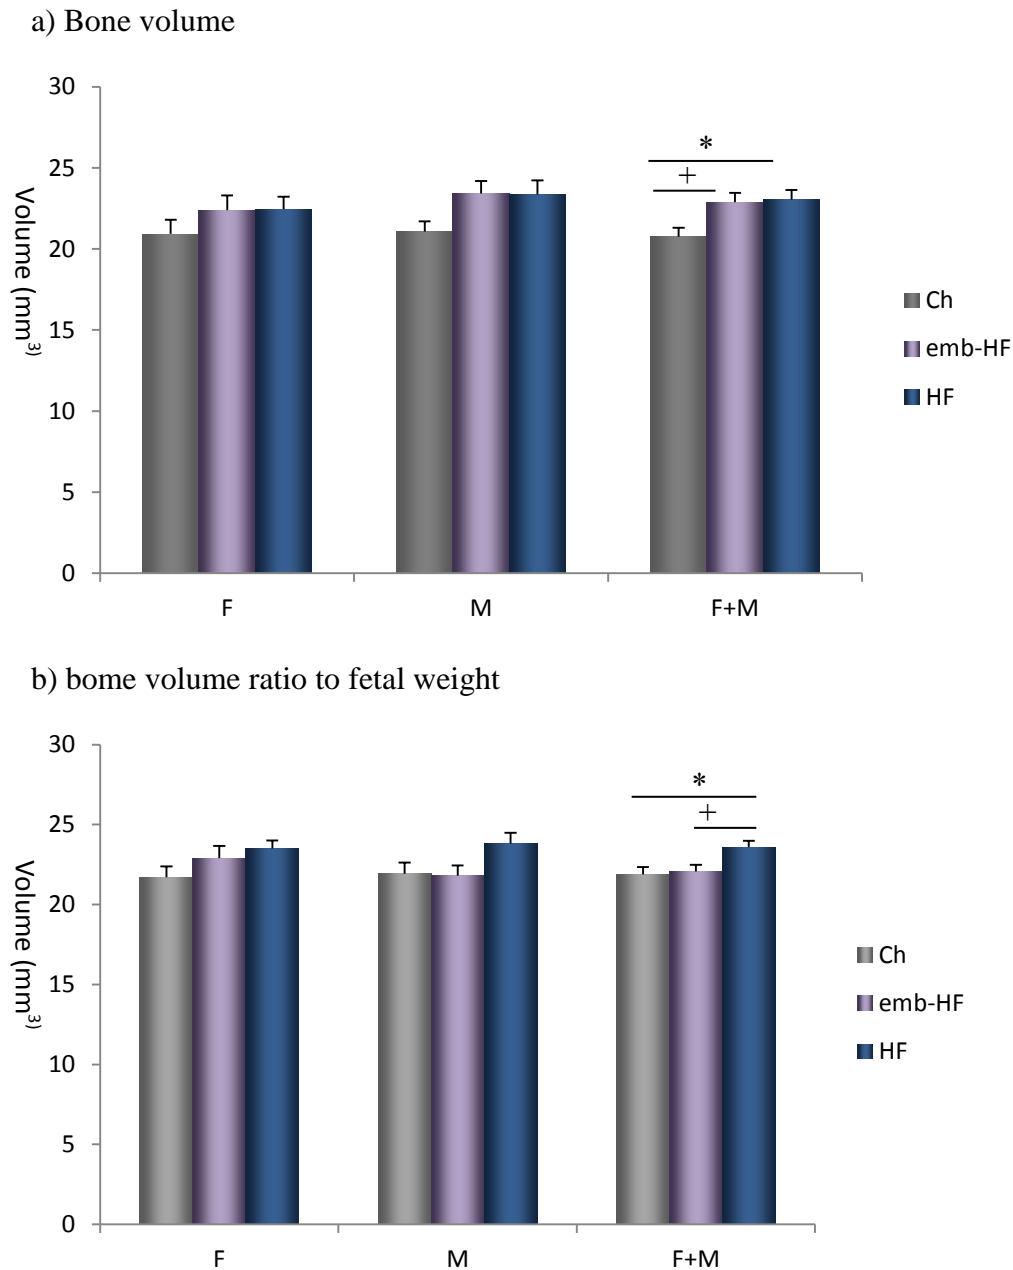 a) Bone volume
30
25
20
15
10
5
0
Volume (mm³)
*
+
F
M
F+M
Ch
emb-HF
HF
b) bome volume ratio to fetal weight
30
25
20
15
10
5
0
Volume (mm³)
*
+
F
M
F+M
Ch
emb-HF
HF